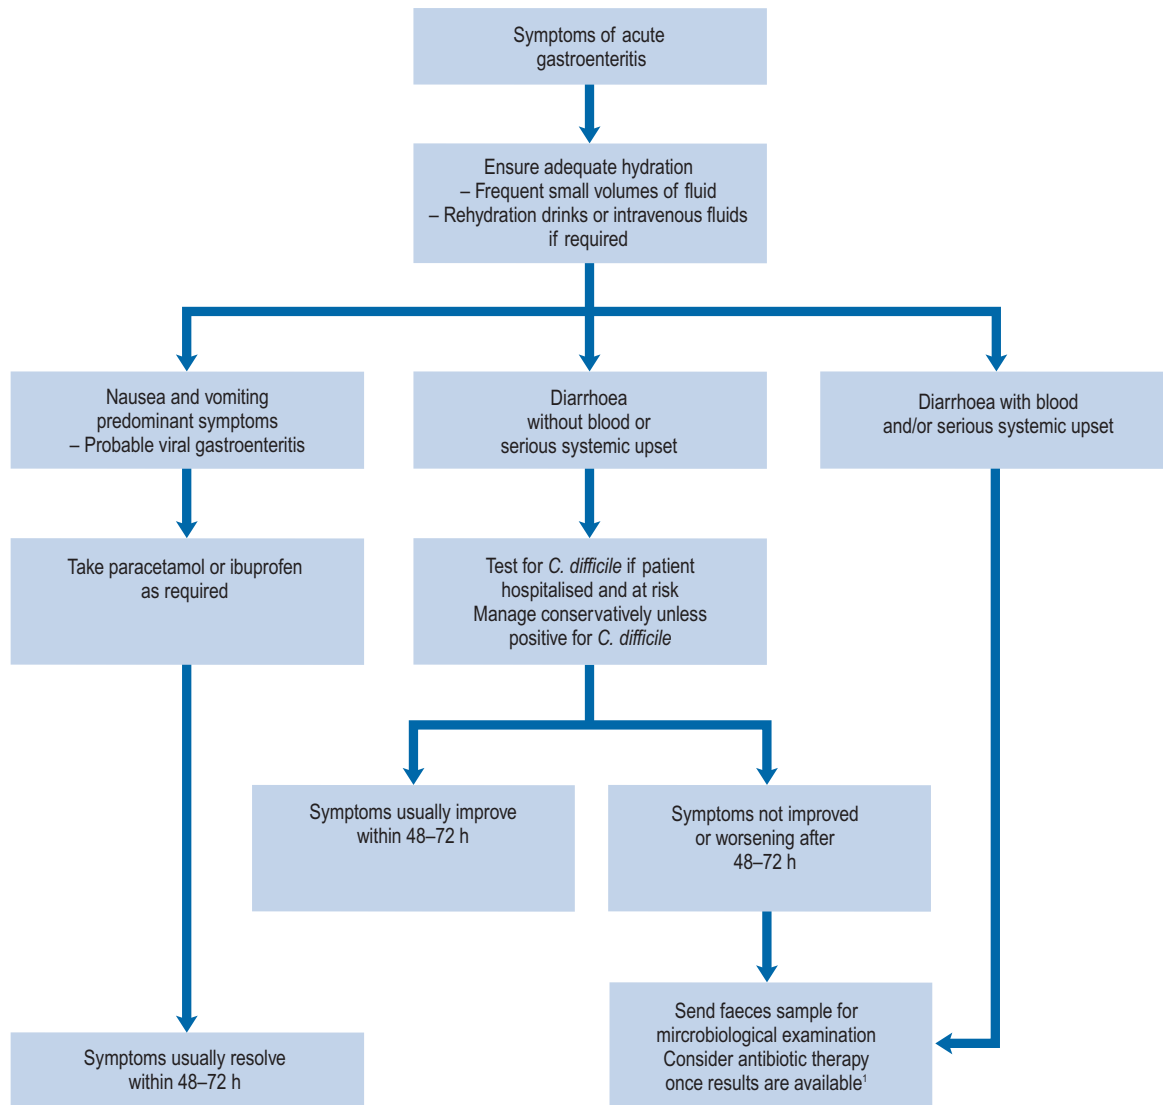 Symptoms of acute
gastroenteritis
Ensure adequate hydration
– Frequent small volumes of fluid
– Rehydration drinks or intravenous fluids
if required
Nausea and vomiting
predominant symptoms
– Probable viral gastroenteritis
Diarrhoea
without blood or
serious systemic upset
Diarrhoea with blood
and/or serious systemic upset
Take paracetamol or ibuprofen
as required
Test for C. difficile if patient
hospitalised and at risk
Manage conservatively unless
positive for C. difficile
Symptoms usually improve
within 48–72 h
Symptoms not improved
or worsening after
48–72 h
Symptoms usually resolve
within 48–72 h
Send faeces sample for
mircrobiological examination
Consider antibiotic therapy
once results are available¹